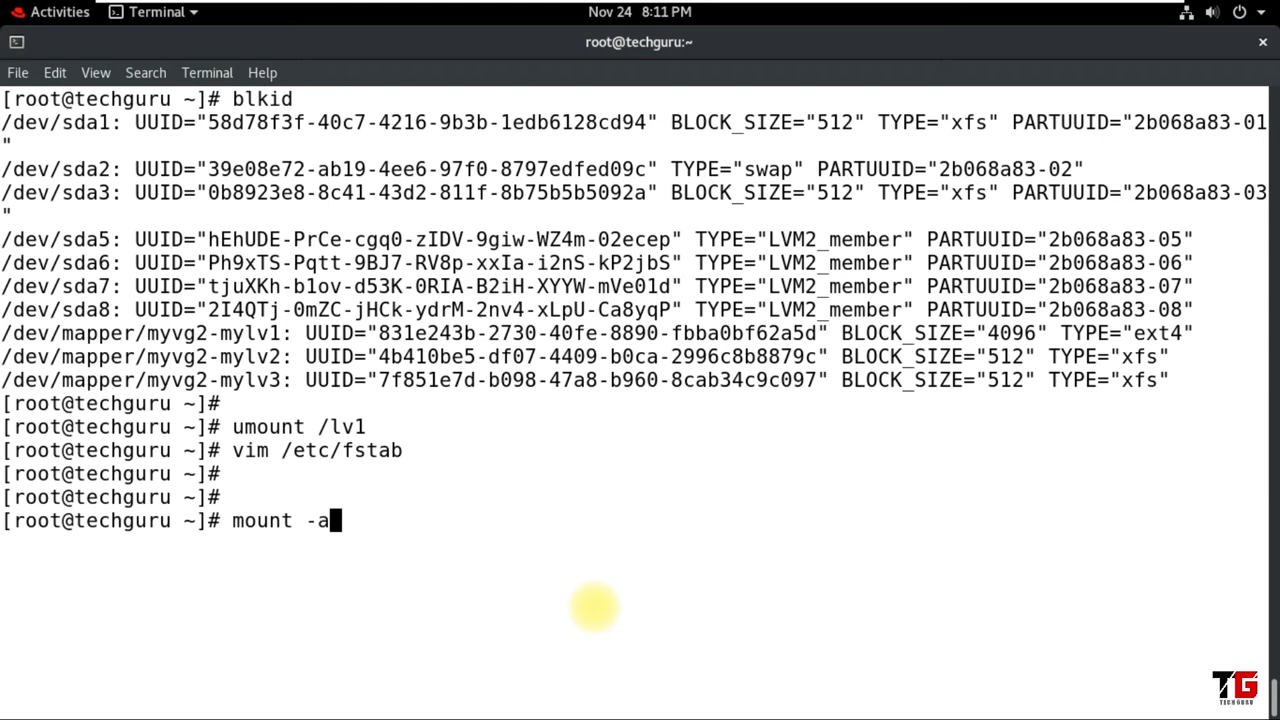 Activities Terminal Nov 24 8:11 PM
root@techguru:~
File Edit View Search Terminal Help
[root@techguru ~]# blkid
/dev/sda1: UUID="58d78f3f-40c7-4216-9b3b-1edb6128cd94" BLOCK_SIZE="512" TYPE="xfs" PARTUUID="2b068a83-01
"
/dev/sda2: UUID="39e08e72-ab19-4ee6-97f0-8797edfed09c" TYPE="swap" PARTUUID="2b068a83-02"
/dev/sda3: UUID="0b8923e8-8c41-43d2-811f-8b75b5b5092a" BLOCK_SIZE="512" TYPE="xfs" PARTUUID="2b068a83-03
"
/dev/sda5: UUID="hEhUDE-PrCe-cgq0-zIDV-9giw-WZ4m-02ecep" TYPE="LVM2_member" PARTUUID="2b068a83-05"
/dev/sda6: UUID="Ph9xTS-Pqtt-9BJ7-RV8p-xxIa-i2nS-kP2jbS" TYPE="LVM2_member" PARTUUID="2b068a83-06"
/dev/sda7: UUID="tjuXKh-b1ov-d53K-0RIA-B2iH-XYYW-mVe01d" TYPE="LVM2_member" PARTUUID="2b068a83-07"
/dev/sda8: UUID="2I4QTj-0mZC-jHCk-ydrM-2nv4-xLpU-Ca8yqP" TYPE="LVM2_member" PARTUUID="2b068a83-08"
/dev/mapper/myvg2-mylv1: UUID="831e243b-2730-40fe-8890-fbba0bf62a5d" BLOCK_SIZE="4096" TYPE="ext4"
/dev/mapper/myvg2-mylv2: UUID="4b410be5-df07-4409-b0ca-2996c8b8879c" BLOCK_SIZE="512" TYPE="xfs"
/dev/mapper/myvg2-mylv3: UUID="7f851e7d-b098-47a8-b960-8cab34c9c097" BLOCK_SIZE="512" TYPE="xfs"
[root@techguru ~]#
[root@techguru ~]# umount /lv1
[root@techguru ~]# vim /etc/fstab
[root@techguru ~]#
[root@techguru ~]#
[root@techguru ~]# mount -a
TG
TECH GURU